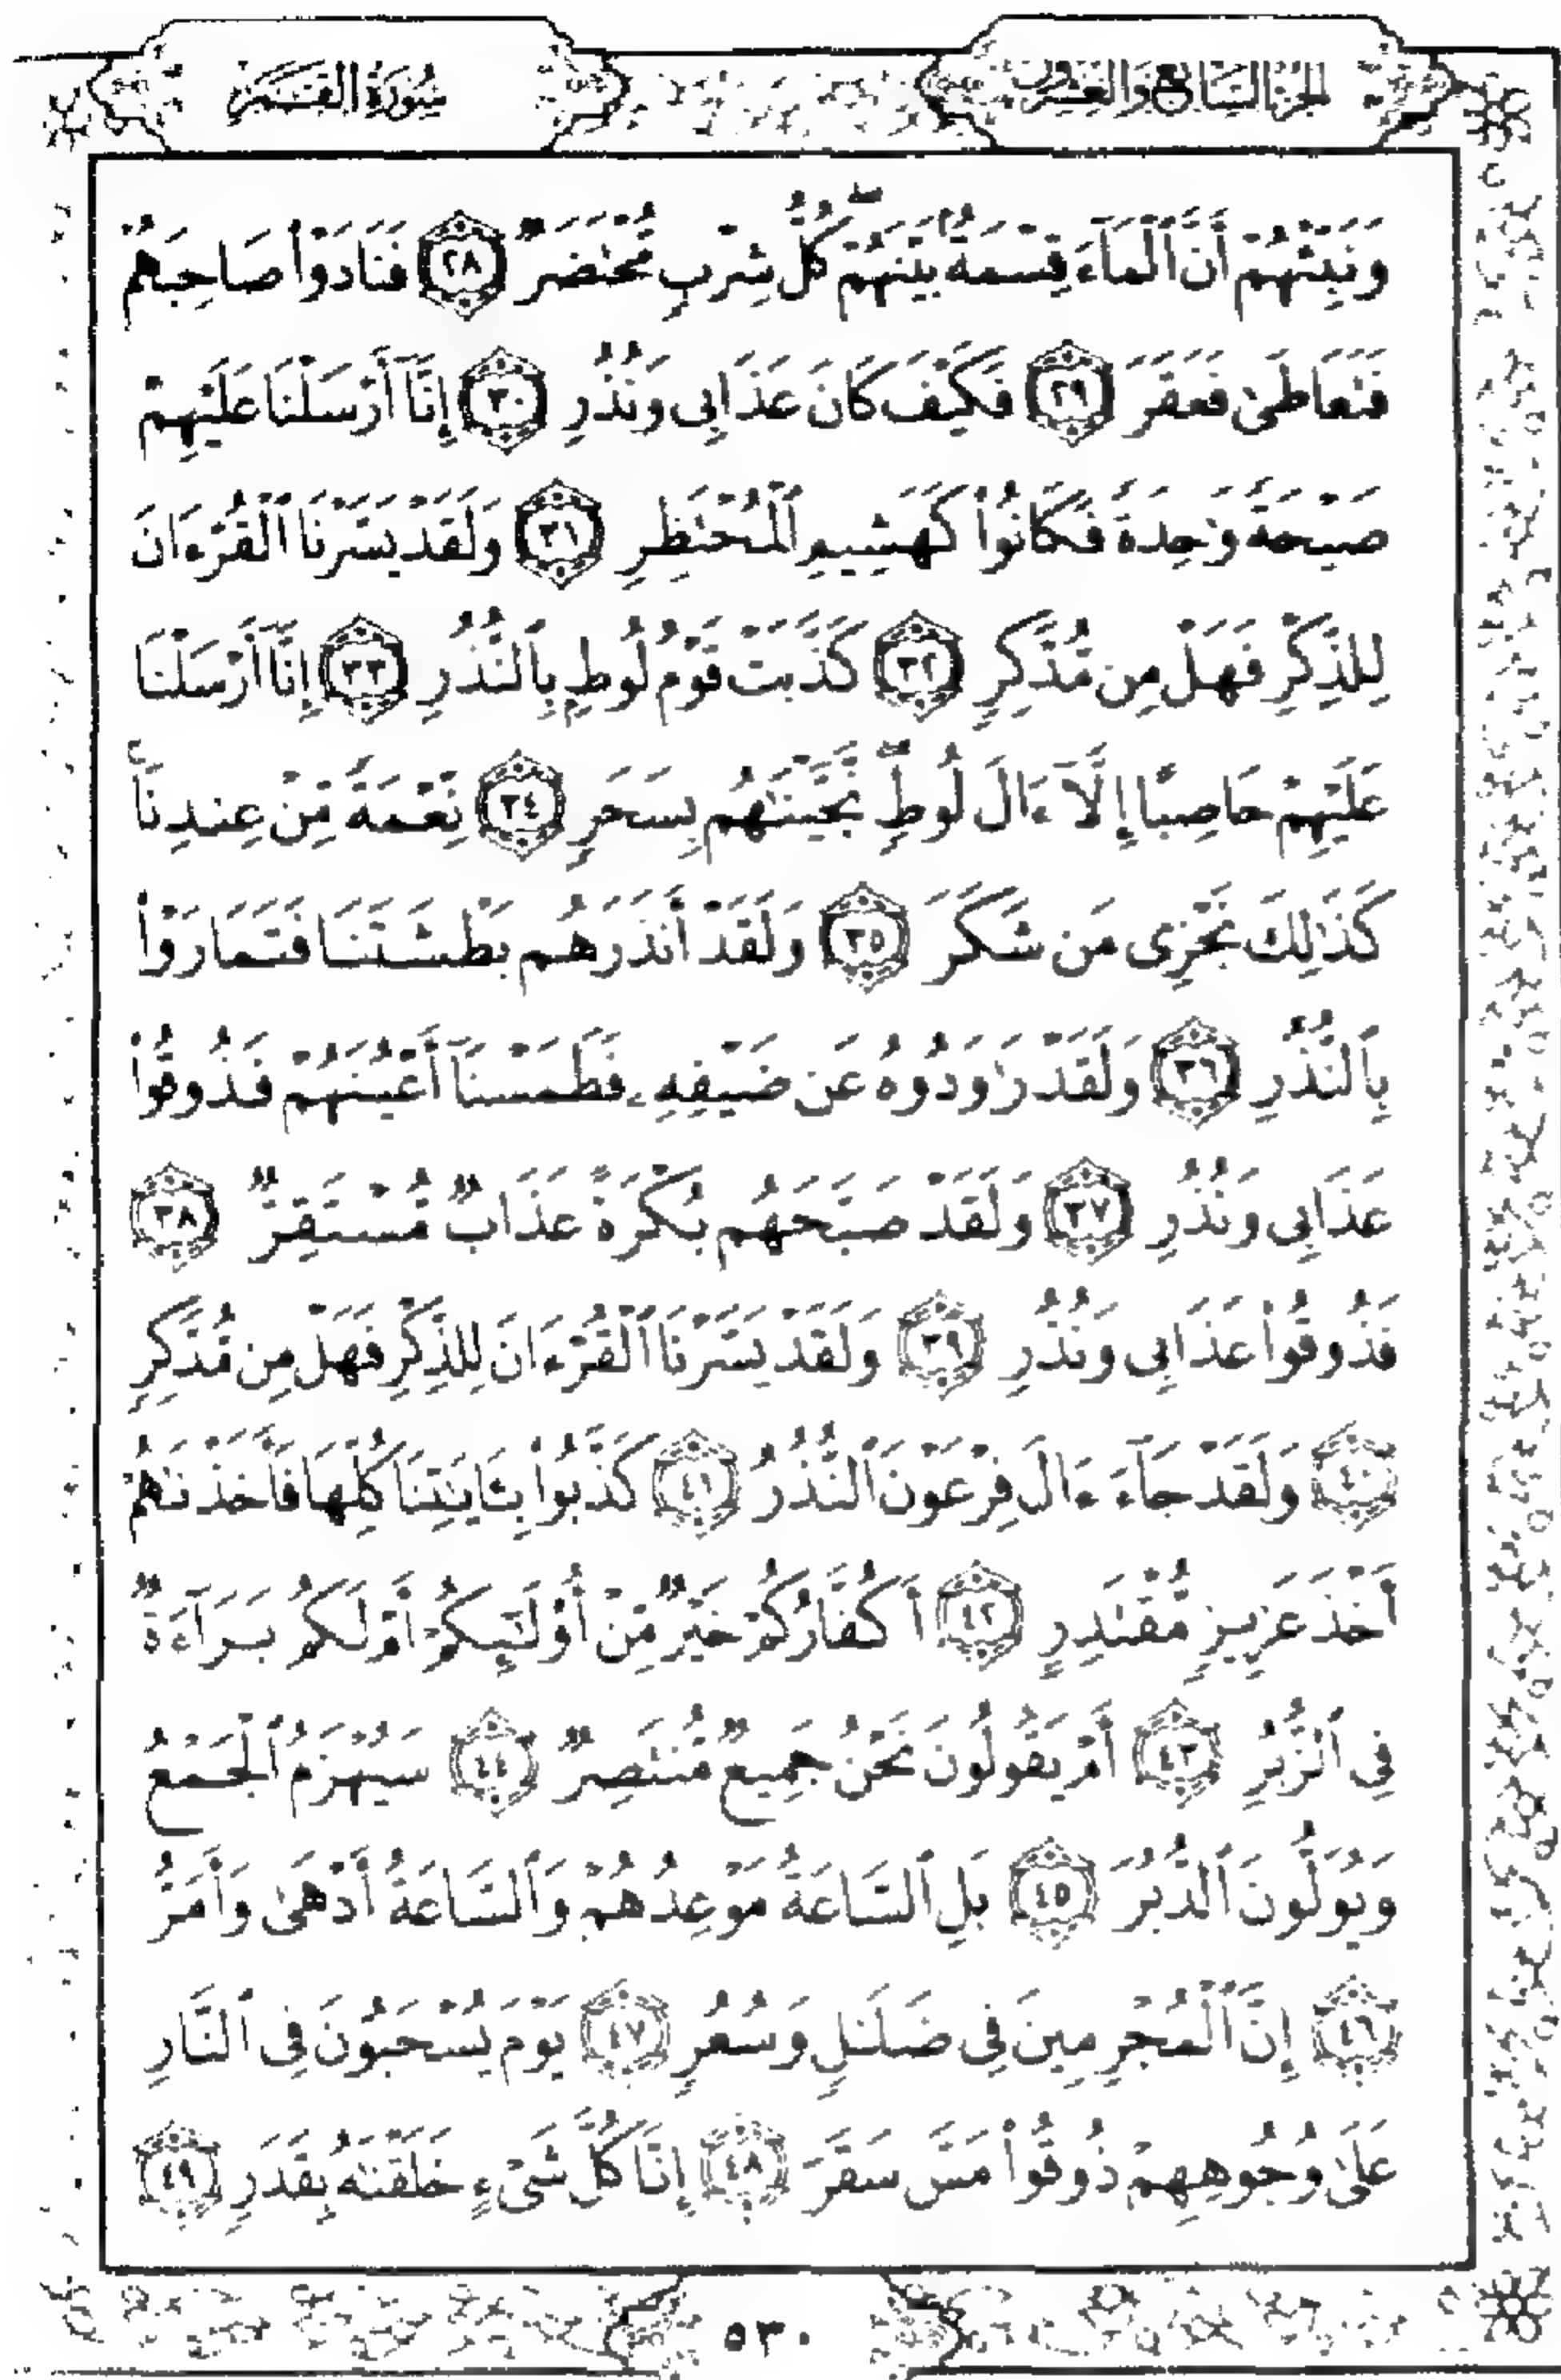 الجزء السابع والعشرون
سورة القمر
وَنَبِّئْهُمْ أَنَّ ٱلْمَآءَ قِسْمَةٌۢ بَيْنَهُمْ ۖ كُلُّ شِرْبٍ مُّحْتَضَرٌ ٢٨ فَنَادَوْا۟ صَاحِبَهُمْ
فَتَعَاطَىٰ فَعَقَرَ ٢٩ فَكَيْفَ كَانَ عَذَابِى وَنُذُرِ ٣٠ إِنَّآ أَرْسَلْنَا عَلَيْهِمْ
صَيْحَةً وَٰحِدَةً فَكَانُوا۟ كَهَشِيمِ ٱلْمُحْتَظِرِ ٣١ وَلَقَدْ يَسَّرْنَا ٱلْقُرْءَانَ
لِلذِّكْرِ فَهَلْ مِن مُّدَّكِرٍ ٣٢ كَذَّبَتْ قَوْمُ لُوطٍۭ بِٱلنُّذُرِ ٣٣ إِنَّآ أَرْسَلْنَا
عَلَيْهِمْ حَاصِبًا إِلَّآ ءَالَ لُوطٍ ۖ نَّجَّيْنَٰهُم بِسَحَرٍ ٣٤ نِّعْمَةً مِّنْ عِندِنَا ۚ
كَذَٰلِكَ نَجْزِى مَن شَكَرَ ٣٥ وَلَقَدْ أَنذَرَهُم بَطْشَتَنَا فَتَمَارَوْا۟
بِٱلنُّذُرِ ٣٦ وَلَقَدْ رَٰوَدُوهُ عَن ضَيْفِهِۦ فَطَمَسْنَآ أَعْيُنَهُمْ فَذُوقُوا۟
عَذَابِى وَنُذُرِ ٣٧ وَلَقَدْ صَبَّحَهُم بُكْرَةً عَذَابٌ مُّسْتَقِرٌّ ٣٨
فَذُوقُوا۟ عَذَابِى وَنُذُرِ ٣٩ وَلَقَدْ يَسَّرْنَا ٱلْقُرْءَانَ لِلذِّكْرِ فَهَلْ مِن مُّدَّكِرٍ
٤٠ وَلَقَدْ جَآءَ ءَالَ فِرْعَوْنَ ٱلنُّذُرُ ٤١ كَذَّبُوا۟ بِـَٔايَٰتِنَا كُلِّهَا فَأَخَذْنَٰهُمْ
أَخْذَ عَزِيزٍ مُّقْتَدِرٍ ٤٢ أَكُفَّارُكُمْ خَيْرٌ مِّنْ أُو۟لَٰٓئِكُمْ أَمْ لَكُم بَرَآءَةٌ
فِى ٱلزُّبُرِ ٤٣ أَمْ يَقُولُونَ نَحْنُ جَمِيعٌ مُّنتَصِرٌ ٤٤ سَيُهْزَمُ ٱلْجَمْعُ
وَيُوَلُّونَ ٱلدُّبُرَ ٤٥ بَلِ ٱلسَّاعَةُ مَوْعِدُهُمْ وَٱلسَّاعَةُ أَدْهَىٰ وَأَمَرُّ
٤٦ إِنَّ ٱلْمُجْرِمِينَ فِى ضَلَٰلٍ وَسُعُرٍ ٤٧ يَوْمَ يُسْحَبُونَ فِى ٱلنَّارِ
عَلَىٰ وُجُوهِهِمْ ذُوقُوا۟ مَسَّ سَقَرَ ٤٨ إِنَّا كُلَّ شَىْءٍ خَلَقْنَٰهُ بِقَدَرٍ ٤٩
٥٣٠